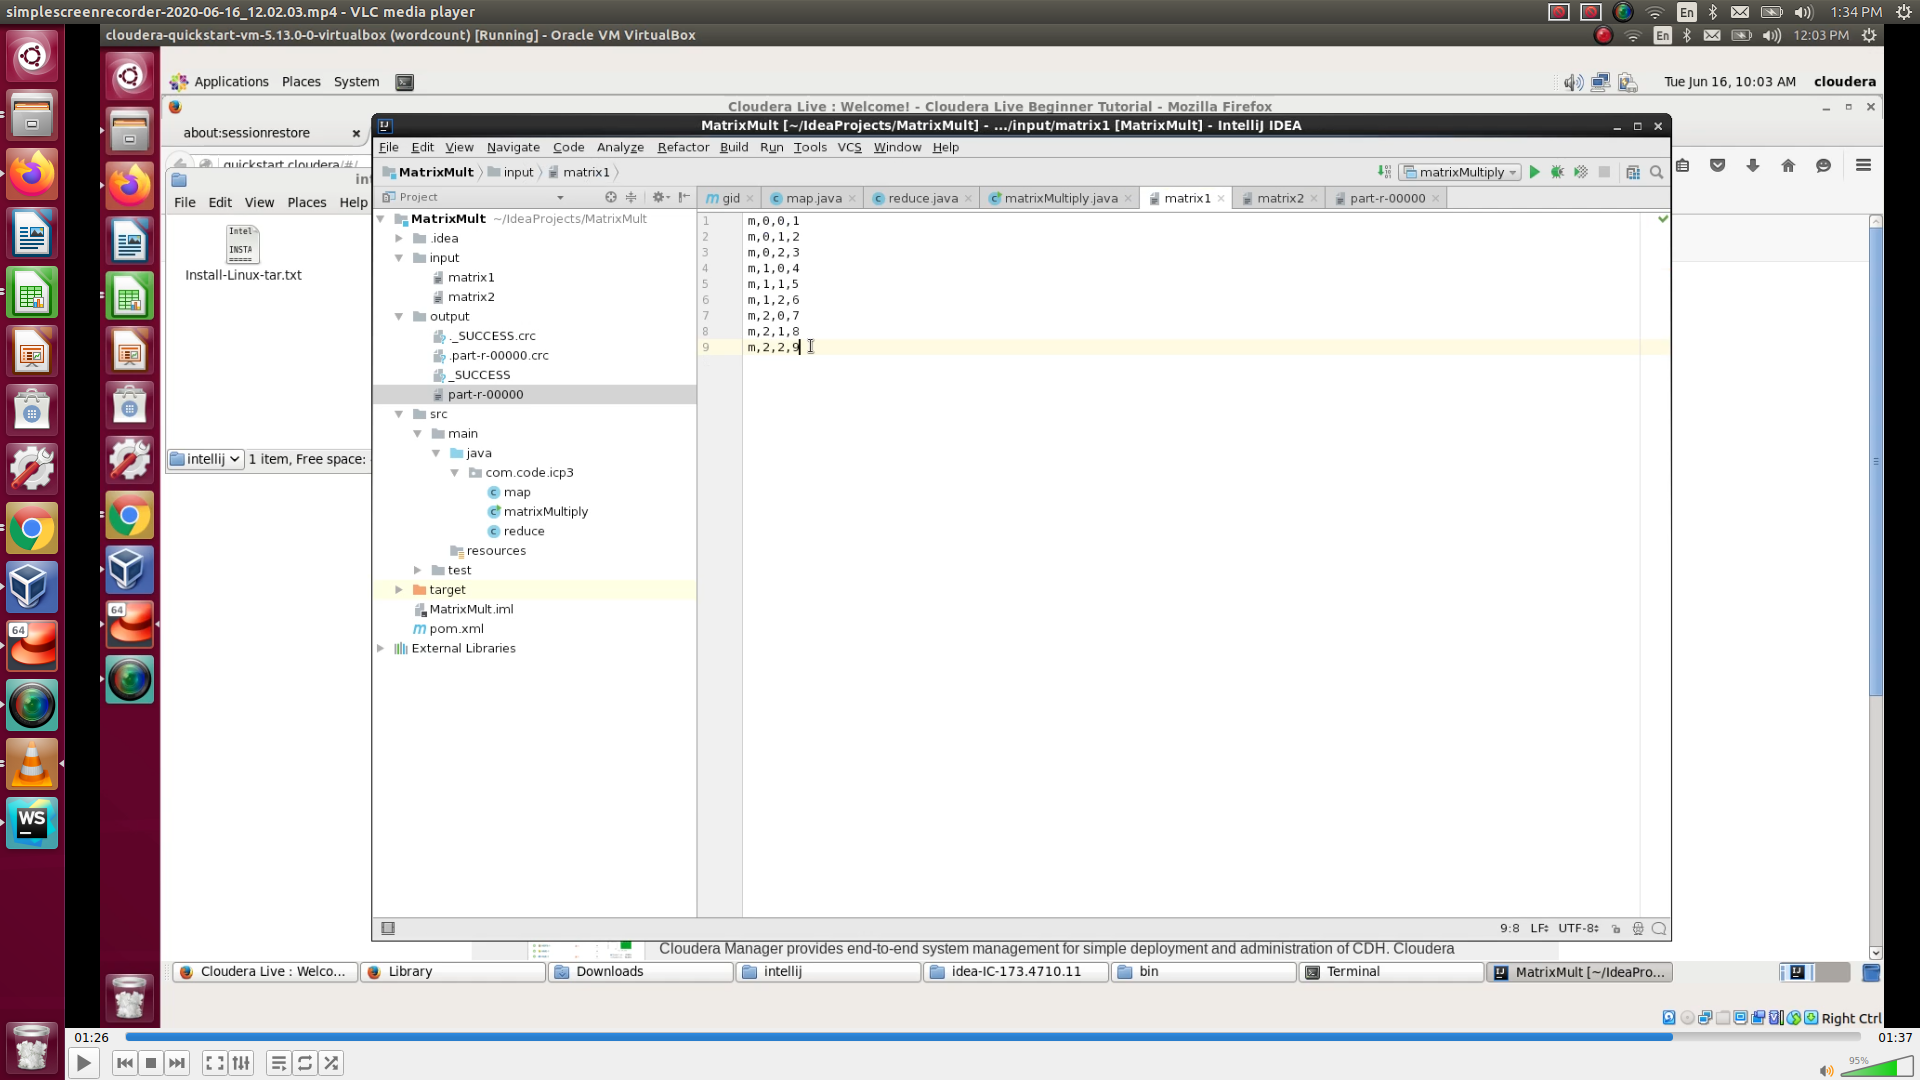 simplescreenrecorder-2020-06-16_12.02.03.mp4 - VLC media player
En
1:34 PM
cloudera-quickstart-vm-5.13.0-0-virtualbox (wordcount) [Running] - Oracle VM VirtualBox
En
12:03 PM
Applications Places System
Tue Jun 16, 10:03 AM cloudera
Cloudera Live : Welcome! - Cloudera Live Beginner Tutorial - Mozilla Firefox
about:sessionrestore
quickstart.cloudera/#/
MatrixMult [~/IdeaProjects/MatrixMult] - .../input/matrix1 [MatrixMult] - IntelliJ IDEA
File Edit View Navigate Code Analyze Refactor Build Run Tools VCS Window Help
MatrixMult input matrix1
matrixMultiply
File Edit View Places Help
Intel
INSTA
=====
Install-Linux-tar.txt
intellij 1 item, Free space:
Project
gid map.java reduce.java matrixMultiply.java matrix1 matrix2 part-r-00000
MatrixMult ~/IdeaProjects/MatrixMult
.idea
input
matrix1
matrix2
output
._SUCCESS.crc
.part-r-00000.crc
_SUCCESS
part-r-00000
src
main
java
com.code.icp3
map
matrixMultiply
reduce
resources
test
target
MatrixMult.iml
pom.xml
External Libraries
1 m,0,0,1
2 m,0,1,2
3 m,0,2,3
4 m,1,0,4
5 m,1,1,5
6 m,1,2,6
7 m,2,0,7
8 m,2,1,8
9 m,2,2,9
9:8 LF UTF-8
Cloudera Manager provides end-to-end system management for simple deployment and administration of CDH. Cloudera
Cloudera Live : Welco... Library Downloads intellij idea-IC-173.4710.11 bin Terminal MatrixMult [~/IdeaPro...
64
64
WS
Right Ctrl
01:26
01:37
95%